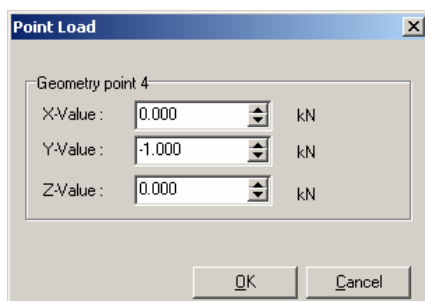 Point Load
Geometry point 4
X-Value : 0.000 kN
Y-Value : -1.000 kN
Z-Value : 0.000 kN
OK Cancel